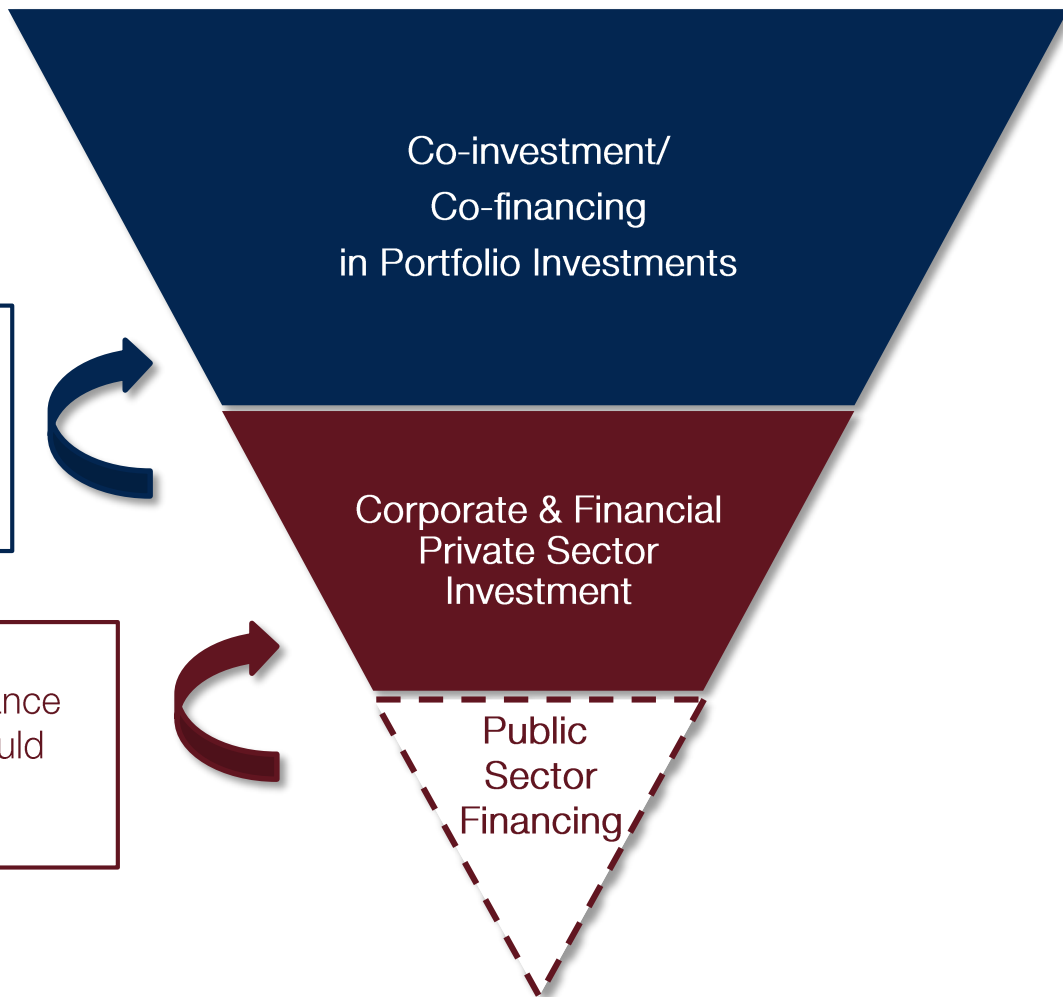 Co-investment/
Co-financing
in Portfolio Investments
Corporate & Financial
Private Sector
Investment
Public
Sector
Financing